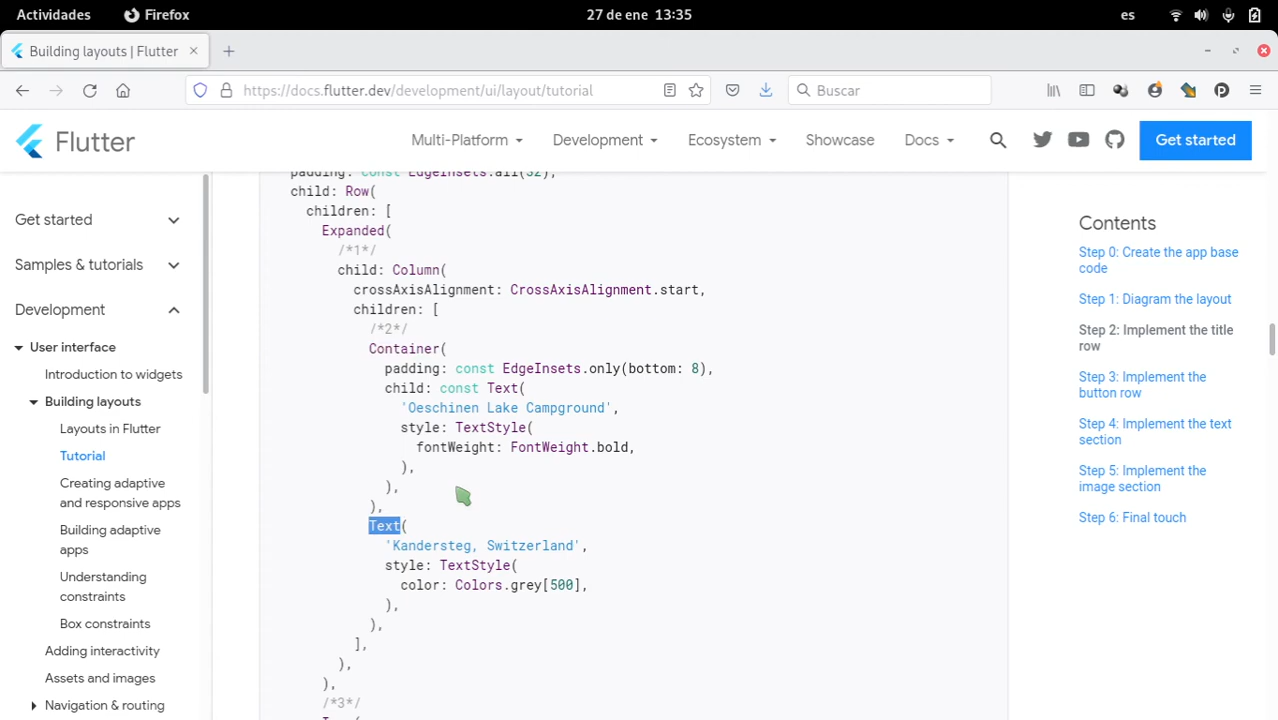 Actividades
Firefox
27 de ene 13:35
es
Building layouts | Flutter
https://docs.flutter.dev/development/ui/layout/tutorial
Buscar
Flutter
Multi-Platform
Development
Ecosystem
Showcase
Docs
Get started
Get started
Samples & tutorials
Development
User interface
Introduction to widgets
Building layouts
Layouts in Flutter
Tutorial
Creating adaptive
and responsive apps
Building adaptive
apps
Understanding
constraints
Box constraints
Adding interactivity
Assets and images
Navigation & routing
padding: const EdgeInsets.all(32),
child: Row(
children: [
Expanded(
/*1*/
child: Column(
crossAxisAlignment: CrossAxisAlignment.start,
children: [
/*2*/
Container(
padding: const EdgeInsets.only(bottom: 8),
child: const Text(
'Oeschinen Lake Campground',
style: TextStyle(
fontWeight: FontWeight.bold,
),
),
),
Text(
'Kandersteg, Switzerland',
style: TextStyle(
color: Colors.grey[500],
),
),
],
),
),
/*3*/
Contents
Step 0: Create the app base
code
Step 1: Diagram the layout
Step 2: Implement the title
row
Step 3: Implement the
button row
Step 4: Implement the text
section
Step 5: Implement the
image section
Step 6: Final touch